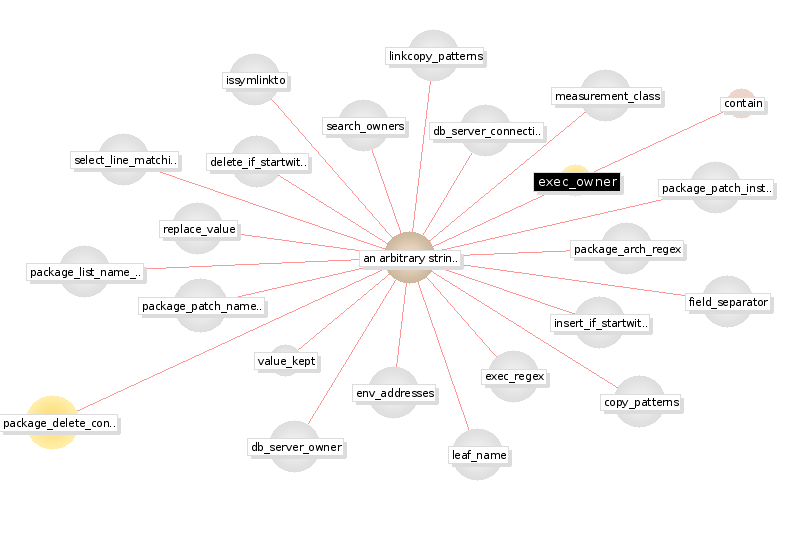 linkcopy_patterns
issymlinkto
measurement_class
contain
search_owners
db_server_connecti..
select_line_matchi..
delete_if_startwit..
exec_owner
package_patch_inst..
replace_value
package_arch_regex
an arbitrary strin..
package_list_name_..
package_patch_name..
field_separator
insert_if_startwit..
value_kept
exec_regex
env_addresses
copy_patterns
package_delete_con..
db_server_owner
leaf_name